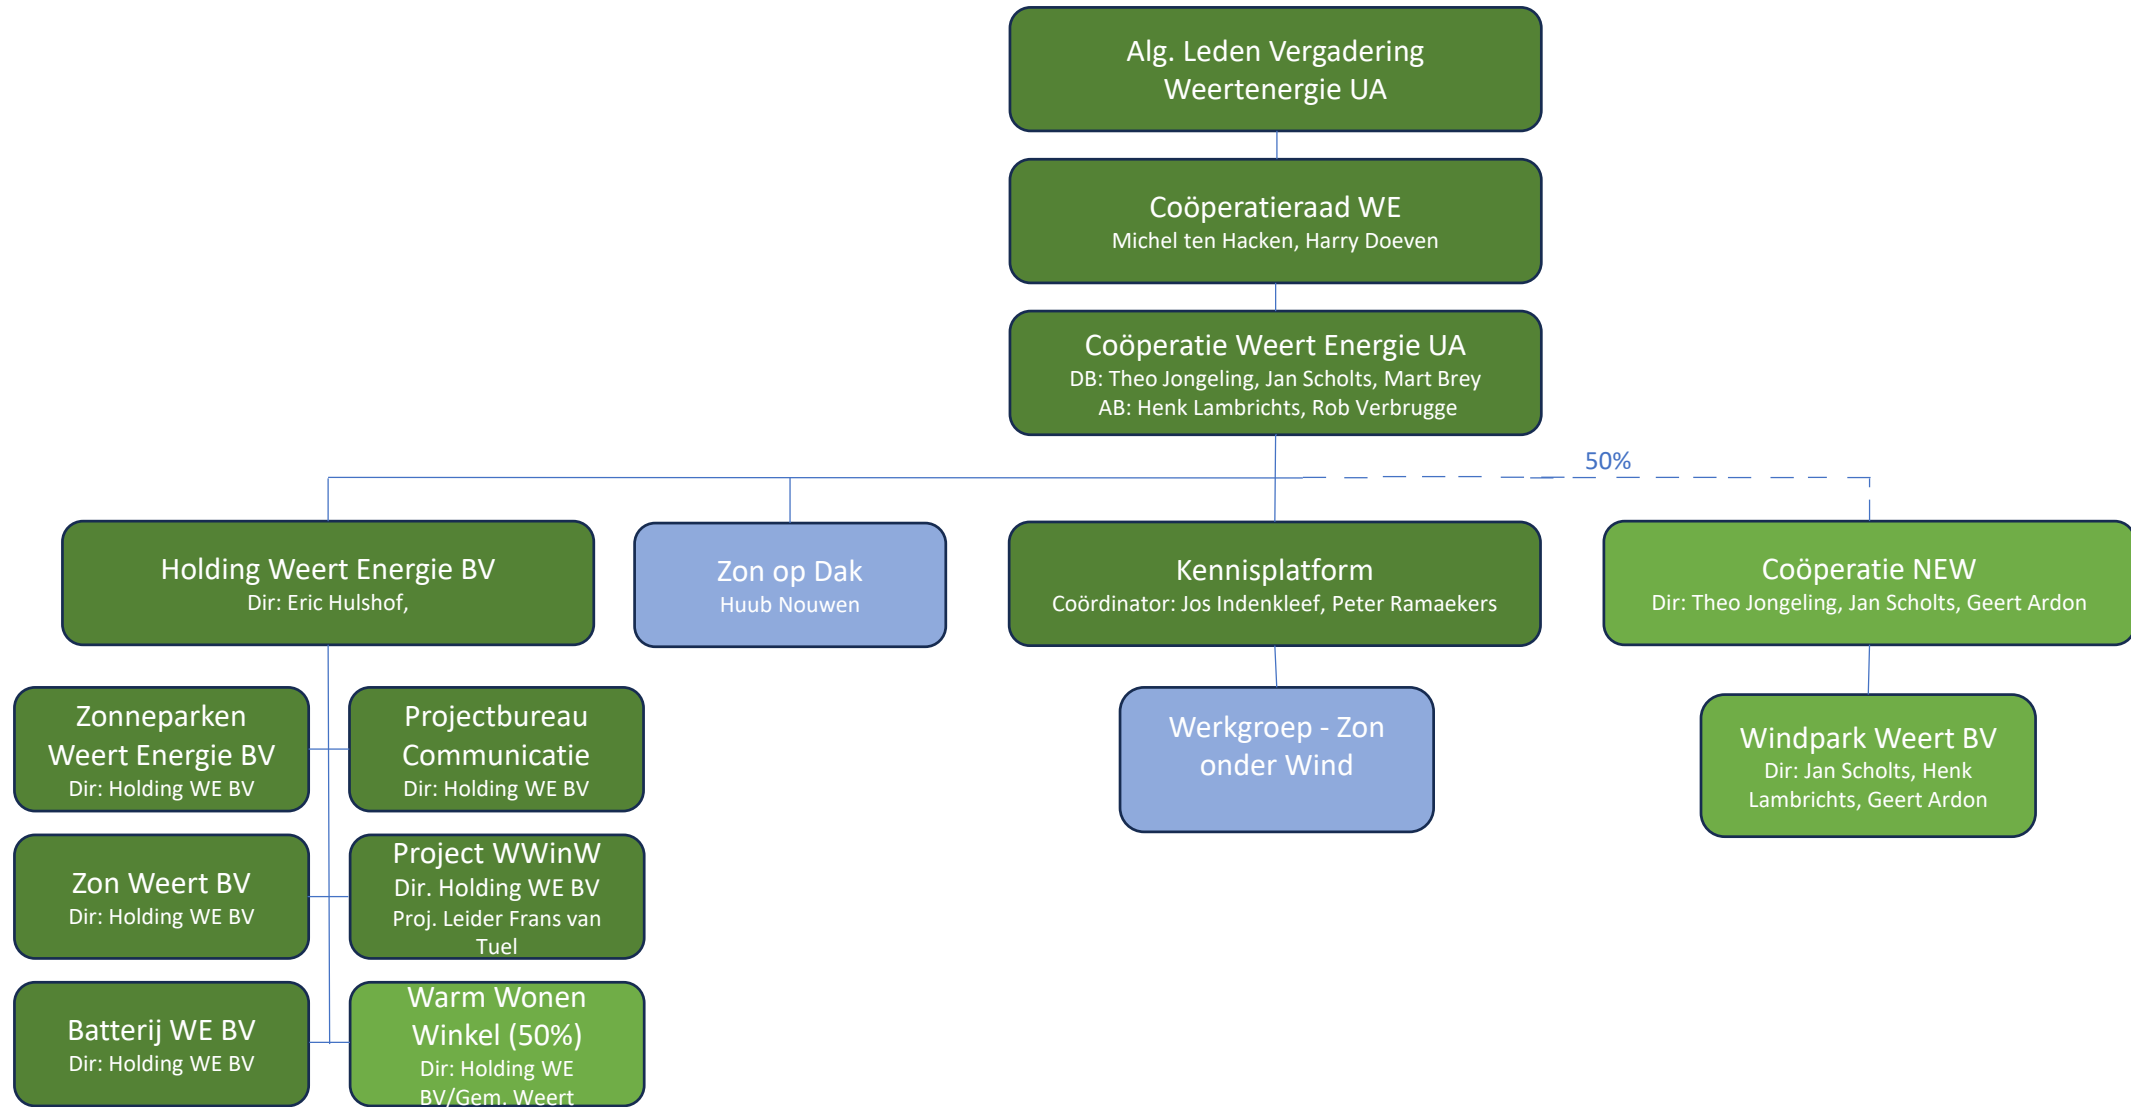 Alg. Leden Vergadering
Weertenergie UA
Coöperatieraad WE
Michel ten Hacken, Harry Doeven
Coöperatie Weert Energie UA
DB: Theo Jongeling, Jan Scholts, Mart Brey
AB: Henk Lambrichts, Rob Verbrugge
50%
Holding Weert Energie BV
Dir: Eric Hulshof,
Zon op Dak
Huub Nouwen
Kennisplatform
Coördinator: Jos Indenkleef, Peter Ramaekers
Coöperatie NEW
Dir: Theo Jongeling, Jan Scholts, Geert Ardon
Zonneparken
Weert Energie BV
Dir: Holding WE BV
Projectbureau
Communicatie
Dir: Holding WE BV
Werkgroep - Zon
onder Wind
Windpark Weert BV
Dir: Jan Scholts, Henk
Lambrichts, Geert Ardon
Zon Weert BV
Dir: Holding WE BV
Project WWinW
Dir. Holding WE BV
Proj. Leider Frans van
Tuel
Batterij WE BV
Dir: Holding WE BV
Warm Wonen
Winkel (50%)
Dir: Holding WE
BV/Gem. Weert